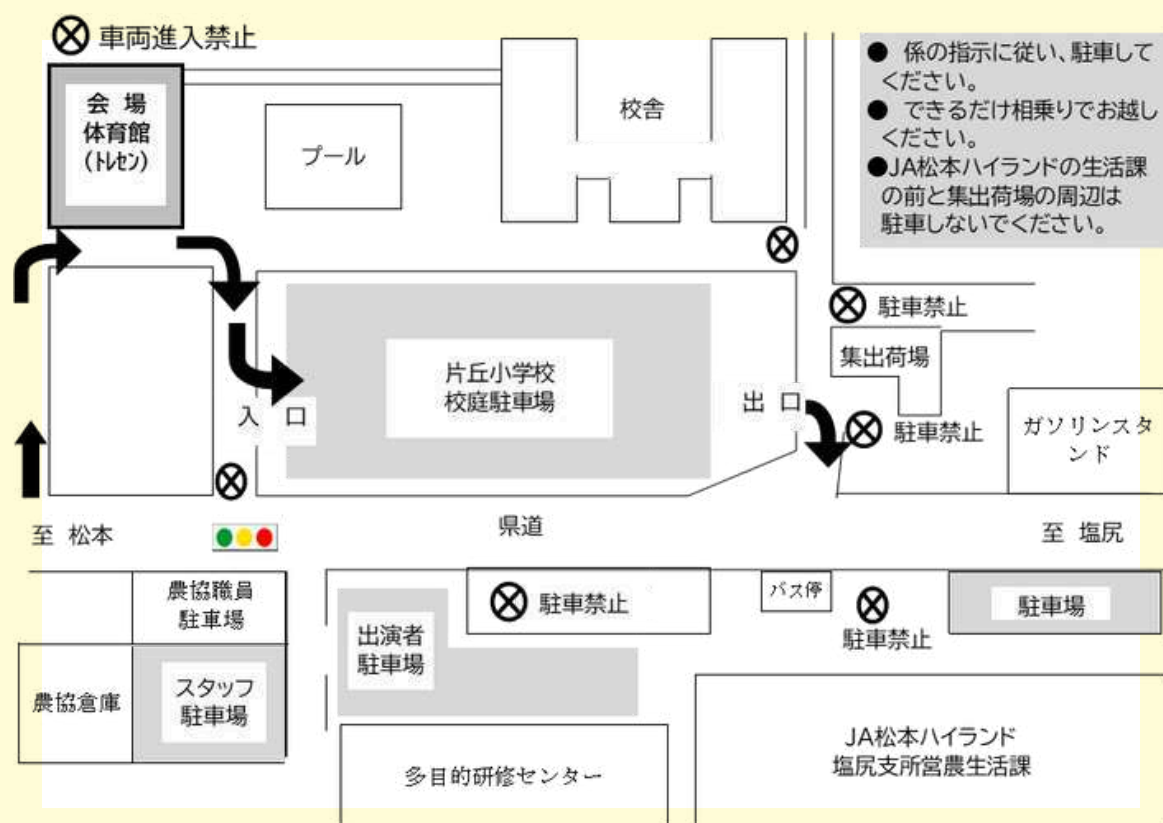 車両進入禁止
会 場
体育館
(ﾄﾚｾﾝ)
プール
校舎
● 係の指示に従い、駐車して
ください。
● できるだけ相乗りでお越し
ください。
●JA松本ハイランドの生活課
の前と集出荷場の周辺は
駐車しないでください。
駐車禁止
集出荷場
片丘小学校
校庭駐車場
入 口
出 口
駐車禁止
ガソリンスタ
ンド
至 松本
県道
至 塩尻
農協職員
駐車場
駐車禁止
バス停
駐車禁止
駐車場
出演者
駐車場
農協倉庫
スタッフ
駐車場
多目的研修センター
JA松本ハイランド
塩尻支所営農生活課